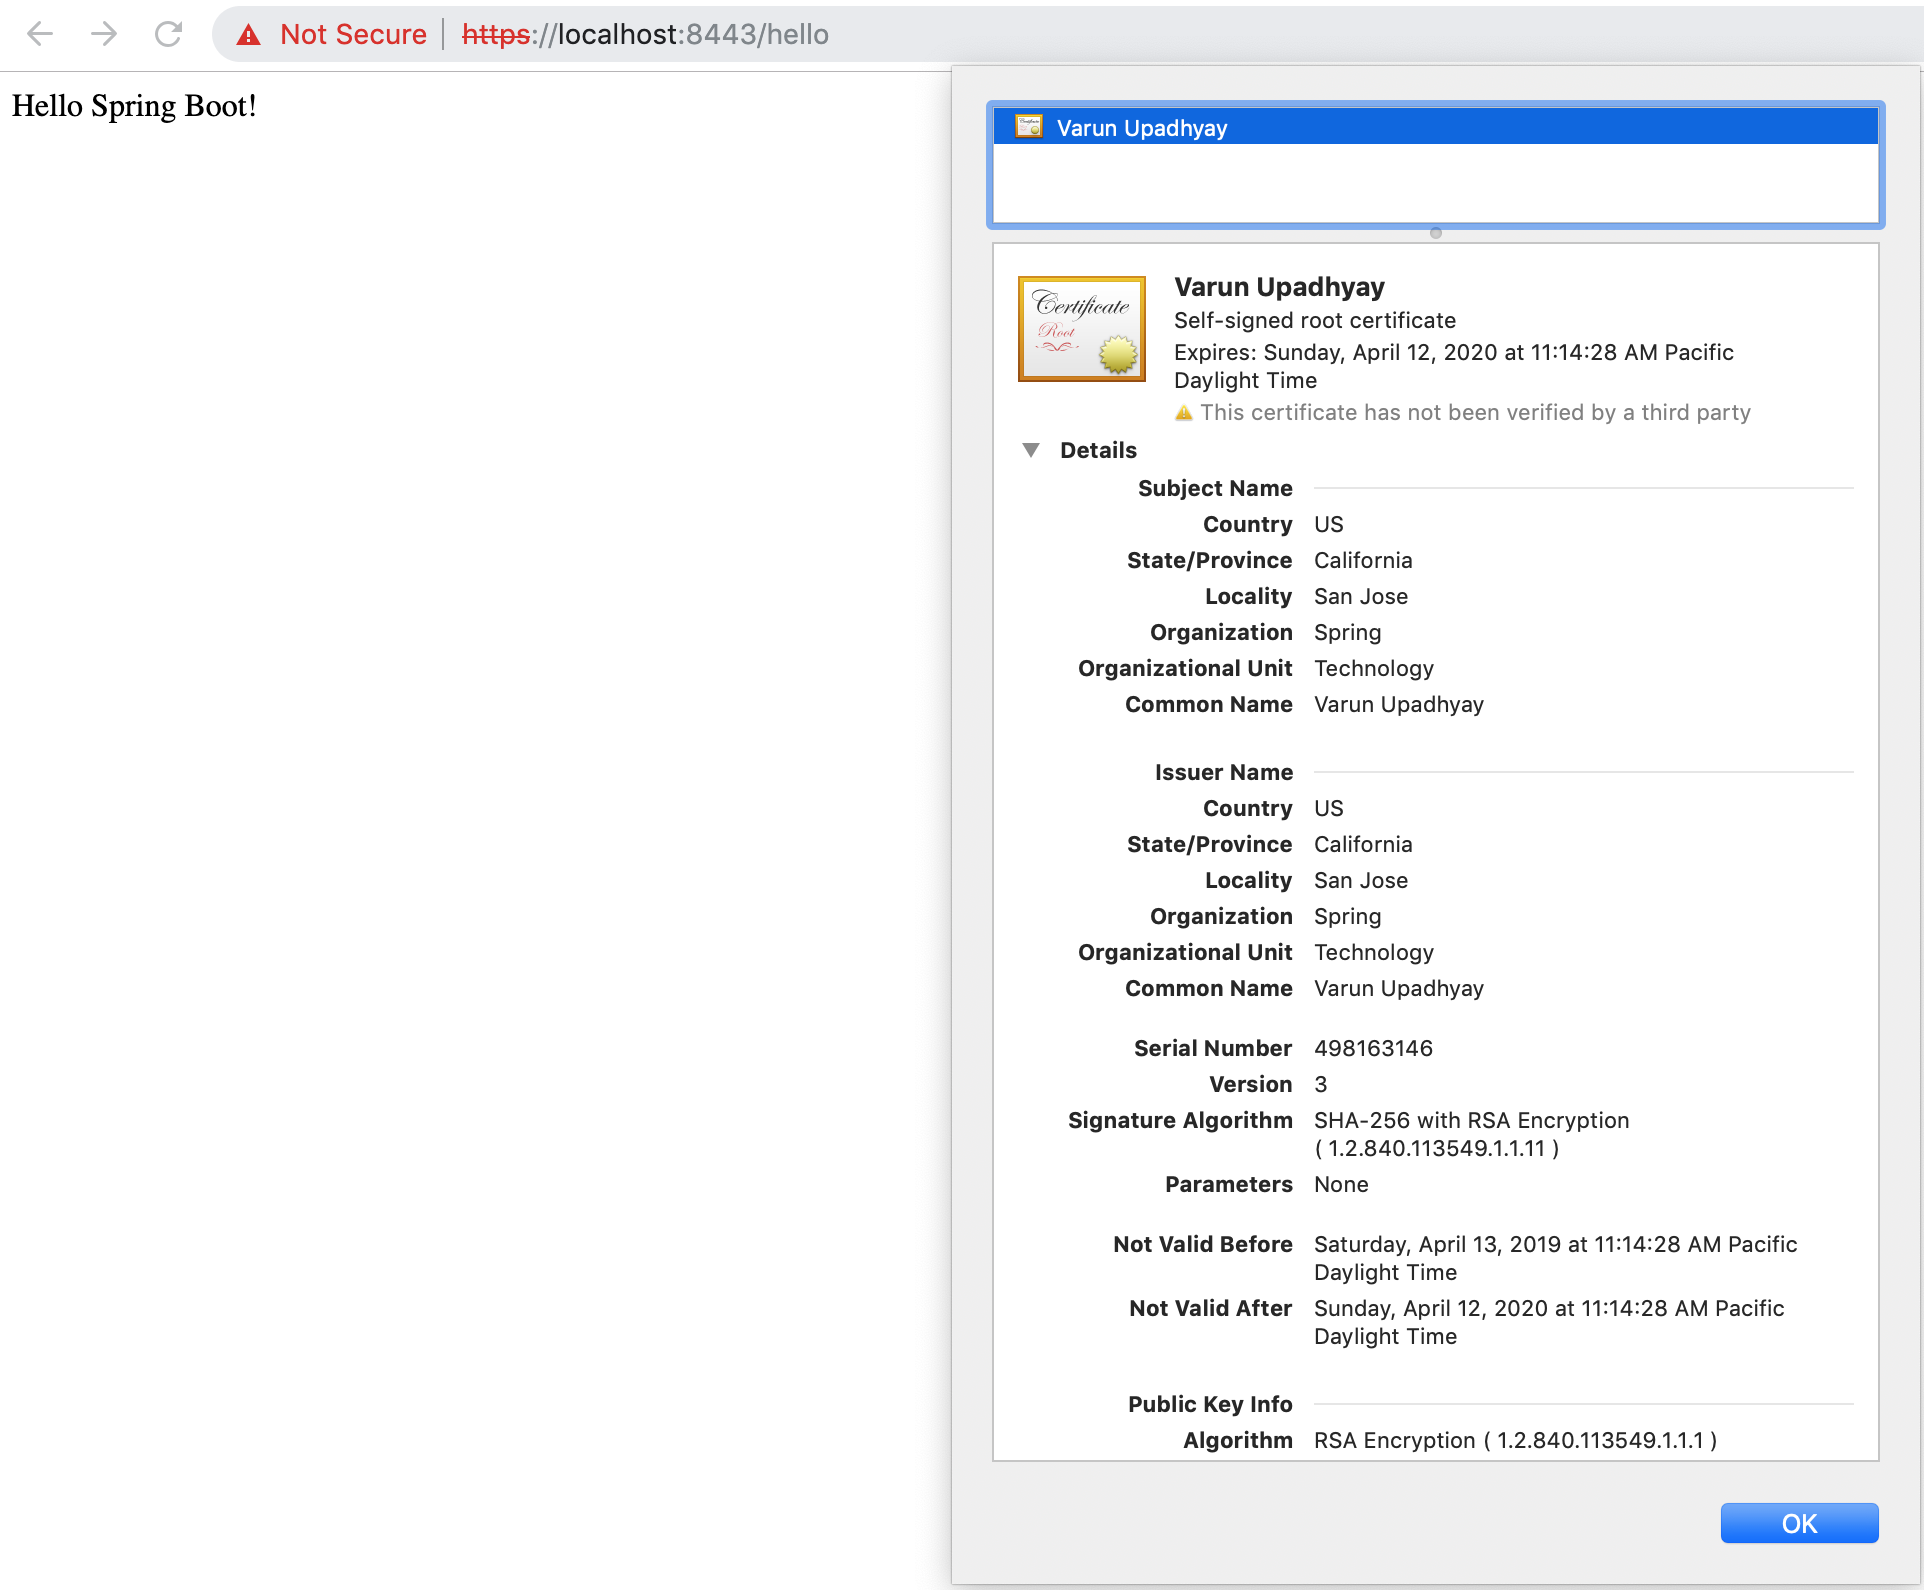 Not Secure | https://localhost:8443/hello
Hello Spring Boot!
Varun Upadhyay
Certificate
Root
Varun Upadhyay
Self-signed root certificate
Expires: Sunday, April 12, 2020 at 11:14:28 AM Pacific
Daylight Time
This certificate has not been verified by a third party
Details
Subject Name
Country US
State/Province California
Locality San Jose
Organization Spring
Organizational Unit Technology
Common Name Varun Upadhyay
Issuer Name
Country US
State/Province California
Locality San Jose
Organization Spring
Organizational Unit Technology
Common Name Varun Upadhyay
Serial Number 498163146
Version 3
Signature Algorithm SHA-256 with RSA Encryption
( 1.2.840.113549.1.1.11 )
Parameters None
Not Valid Before Saturday, April 13, 2019 at 11:14:28 AM Pacific
Daylight Time
Not Valid After Sunday, April 12, 2020 at 11:14:28 AM Pacific
Daylight Time
Public Key Info
Algorithm RSA Encryption ( 1.2.840.113549.1.1.1 )
OK